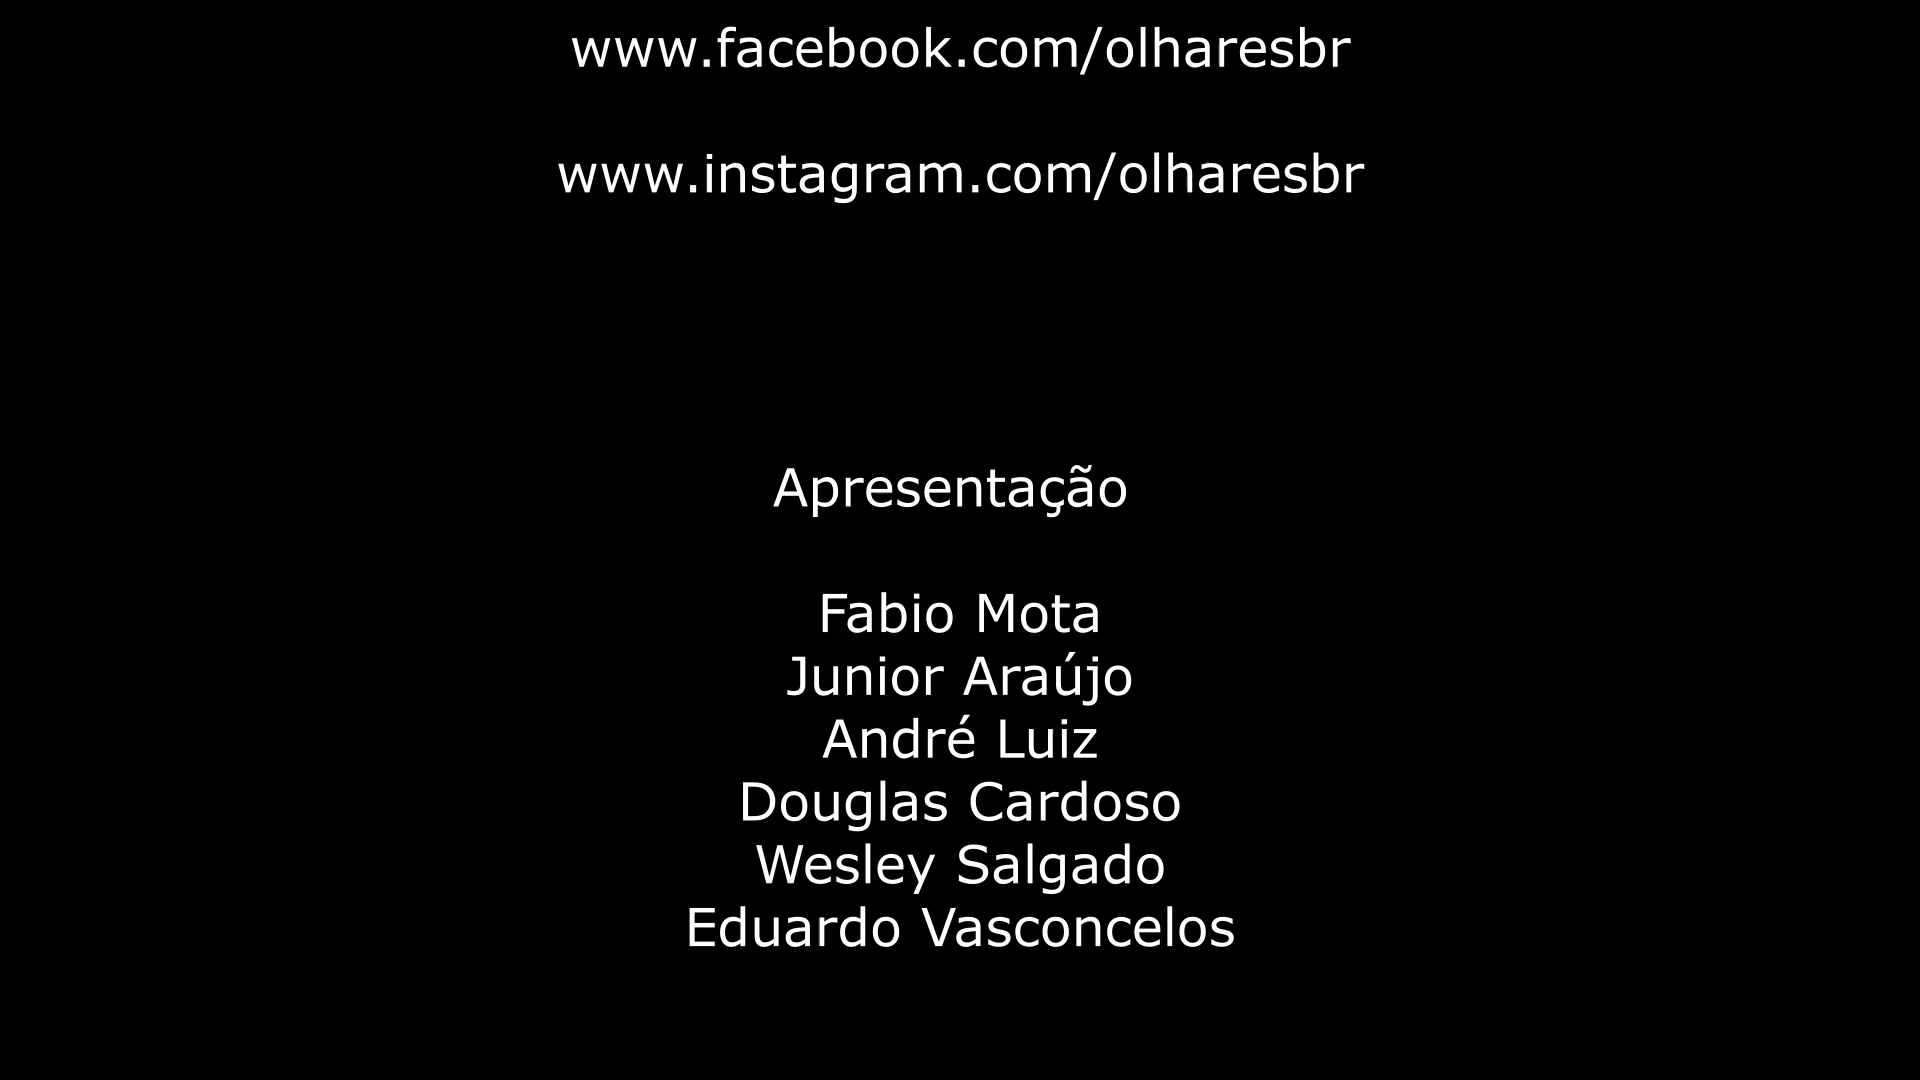 www.facebook.com/olharesbr
www.instagram.com/olharesbr
Apresentação
Fabio Mota
Junior Araújo
André Luiz
Douglas Cardoso
Wesley Salgado
Eduardo Vasconcelos